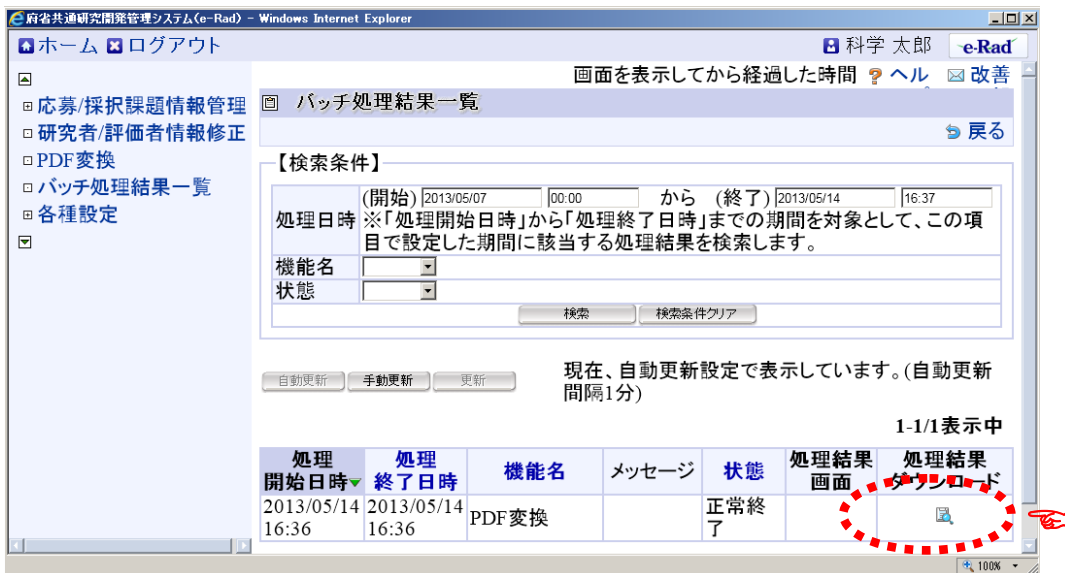 府省共通研究開発管理システム(e-Rad) - Windows Internet Explorer
ホーム ログアウト 科学 太郎 e-Rad
画面を表示してから経過した時間 ヘル 改善
応募/採択課題情報管理
研究者/評価者情報修正
PDF変換
バッチ処理結果一覧
各種設定
バッチ処理結果一覧
戻る
【検索条件】
処理日時
(開始) 2013/05/07 00:00 から (終了) 2013/05/14 16:37
※「処理開始日時」から「処理終了日時」までの期間を対象として、この項
目で設定した期間に該当する処理結果を検索します。
機能名
状態
検索 検索条件クリア
自動更新 手動更新 更新
現在、自動更新設定で表示しています。(自動更新
間隔1分)
1-1/1表示中
処理
開始日時▼
処理
終了日時
機能名
メッセージ
状態
処理結果
画面
処理結果
ダウンロード
2013/05/14
16:36
2013/05/14
16:36
PDF変換
正常終
了
100%